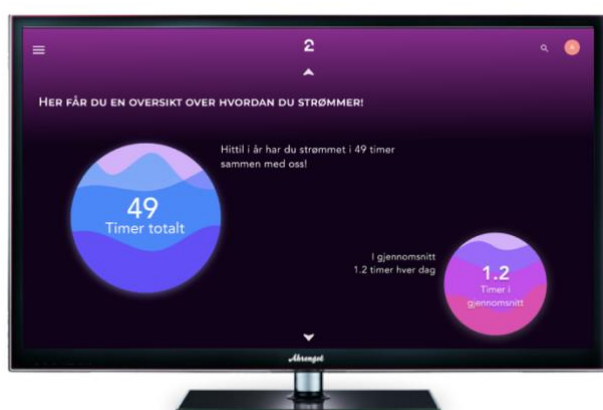 2
A
HER FÅR DU EN OVERSIKT OVER HVORDAN DU STRØMMER!
Hittil i år har du strømmet i 49 timer
sammen med oss!
49
Timer totalt
I gjennomsnitt
1.2 timer hver dag
1.2
Timer i
gjennomsnitt
Ahrengot